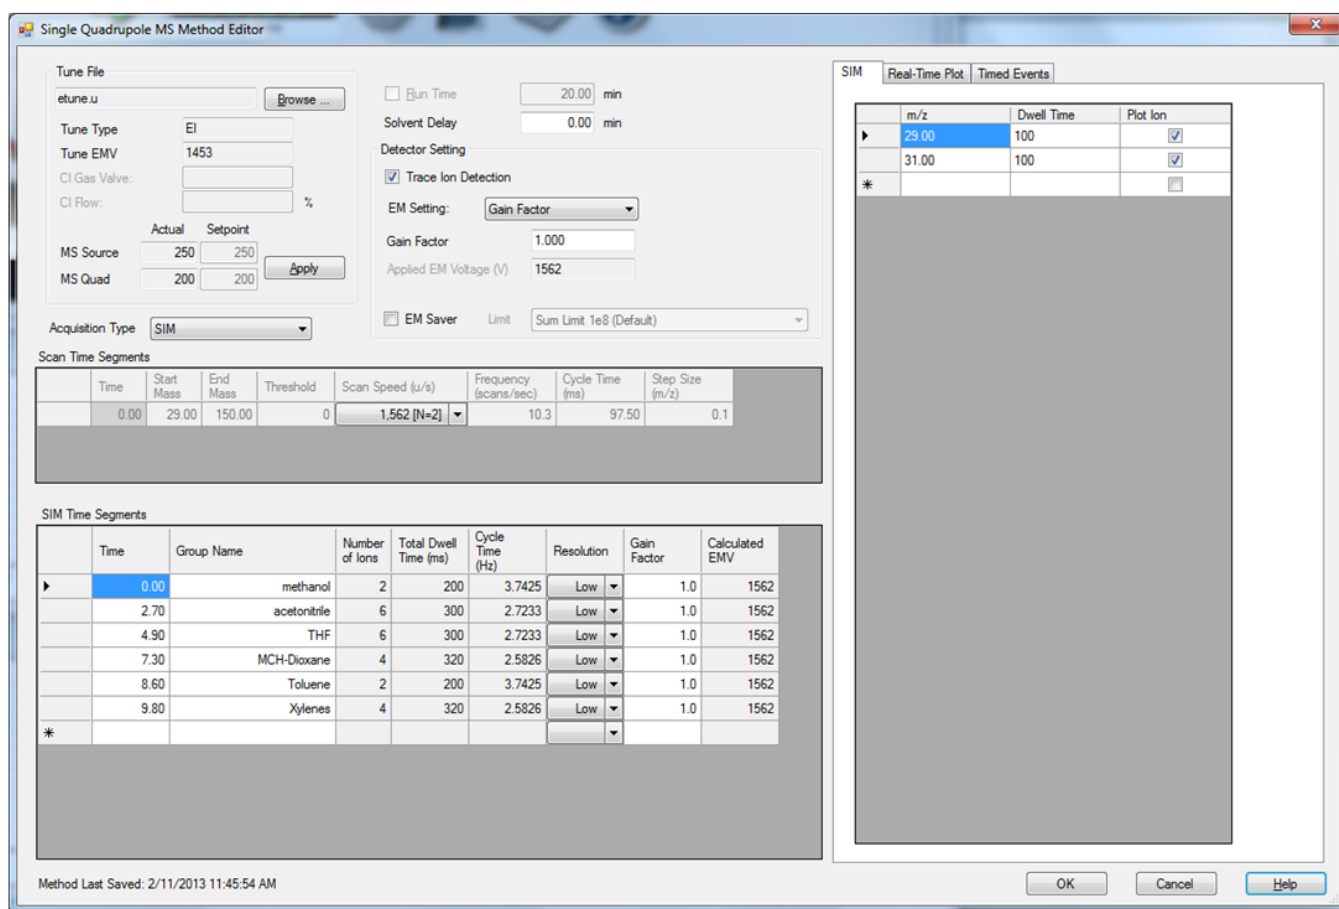 Single Quadrupole MS Method Editor
Tune File
etune.u
Browse ...
Tune Type EI
Tune EMV 1453
CI Gas Valve:
CI Flow: %
Actual Setpoint
MS Source 250 250
MS Quad 200 200
Apply
Run Time 20.00 min
Solvent Delay 0.00 min
Detector Setting
Trace Ion Detection
EM Setting: Gain Factor
Gain Factor 1.000
Applied EM Voltage (V) 1562
EM Saver Limit Sum Limit 1e8 (Default)
Acquisition Type SIM
Scan Time Segments
Time Start Mass End Mass Threshold Scan Speed (u/s) Frequency (scans/sec) Cycle Time (ms) Step Size (m/z)
0.00 29.00 150.00 0 1,562 [N=2] 10.3 97.50 0.1
SIM Time Segments
Time Group Name Number of Ions Total Dwell Time (ms) Cycle Time (Hz) Resolution Gain Factor Calculated EMV
0.00 methanol 2 200 3.7425 Low 1.0 1562
2.70 acetonitrile 6 300 2.7233 Low 1.0 1562
4.90 THF 6 300 2.7233 Low 1.0 1562
7.30 MCH-Dioxane 4 320 2.5826 Low 1.0 1562
8.60 Toluene 2 200 3.7425 Low 1.0 1562
9.80 Xylenes 4 320 2.5826 Low 1.0 1562
SIM Real-Time Plot Timed Events
m/z Dwell Time Plot Ion
29.00 100
31.00 100
Method Last Saved: 2/11/2013 11:45:54 AM
OK Cancel Help